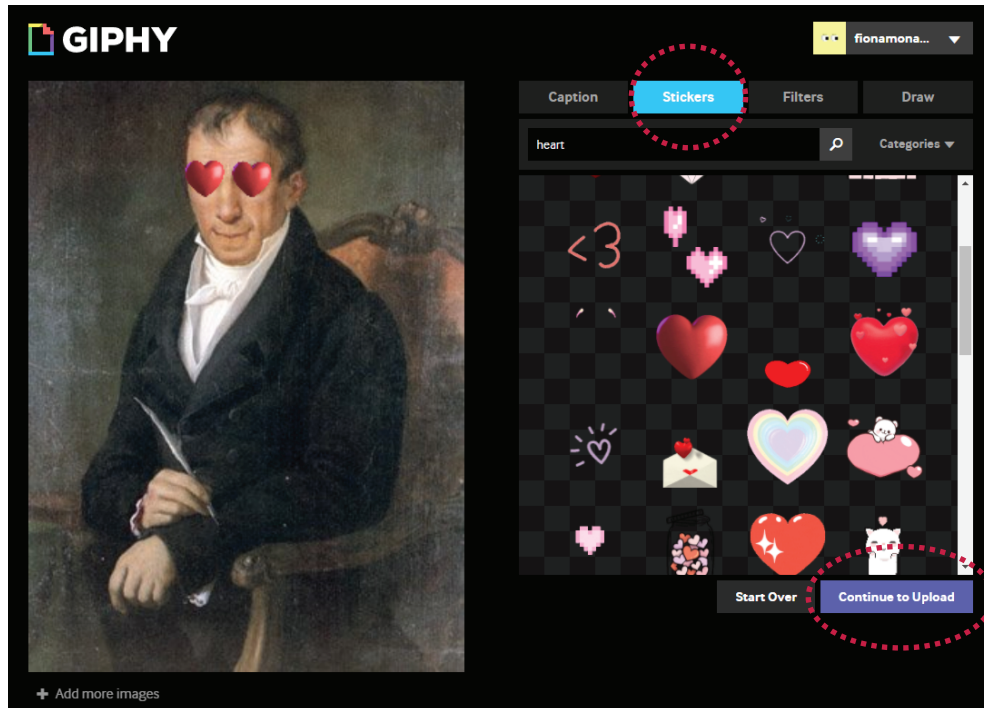 GIPHY
fionamona...
Caption Stickers Filters Draw
heart
Categories
<3
Start Over Continue to Upload
+ Add more images